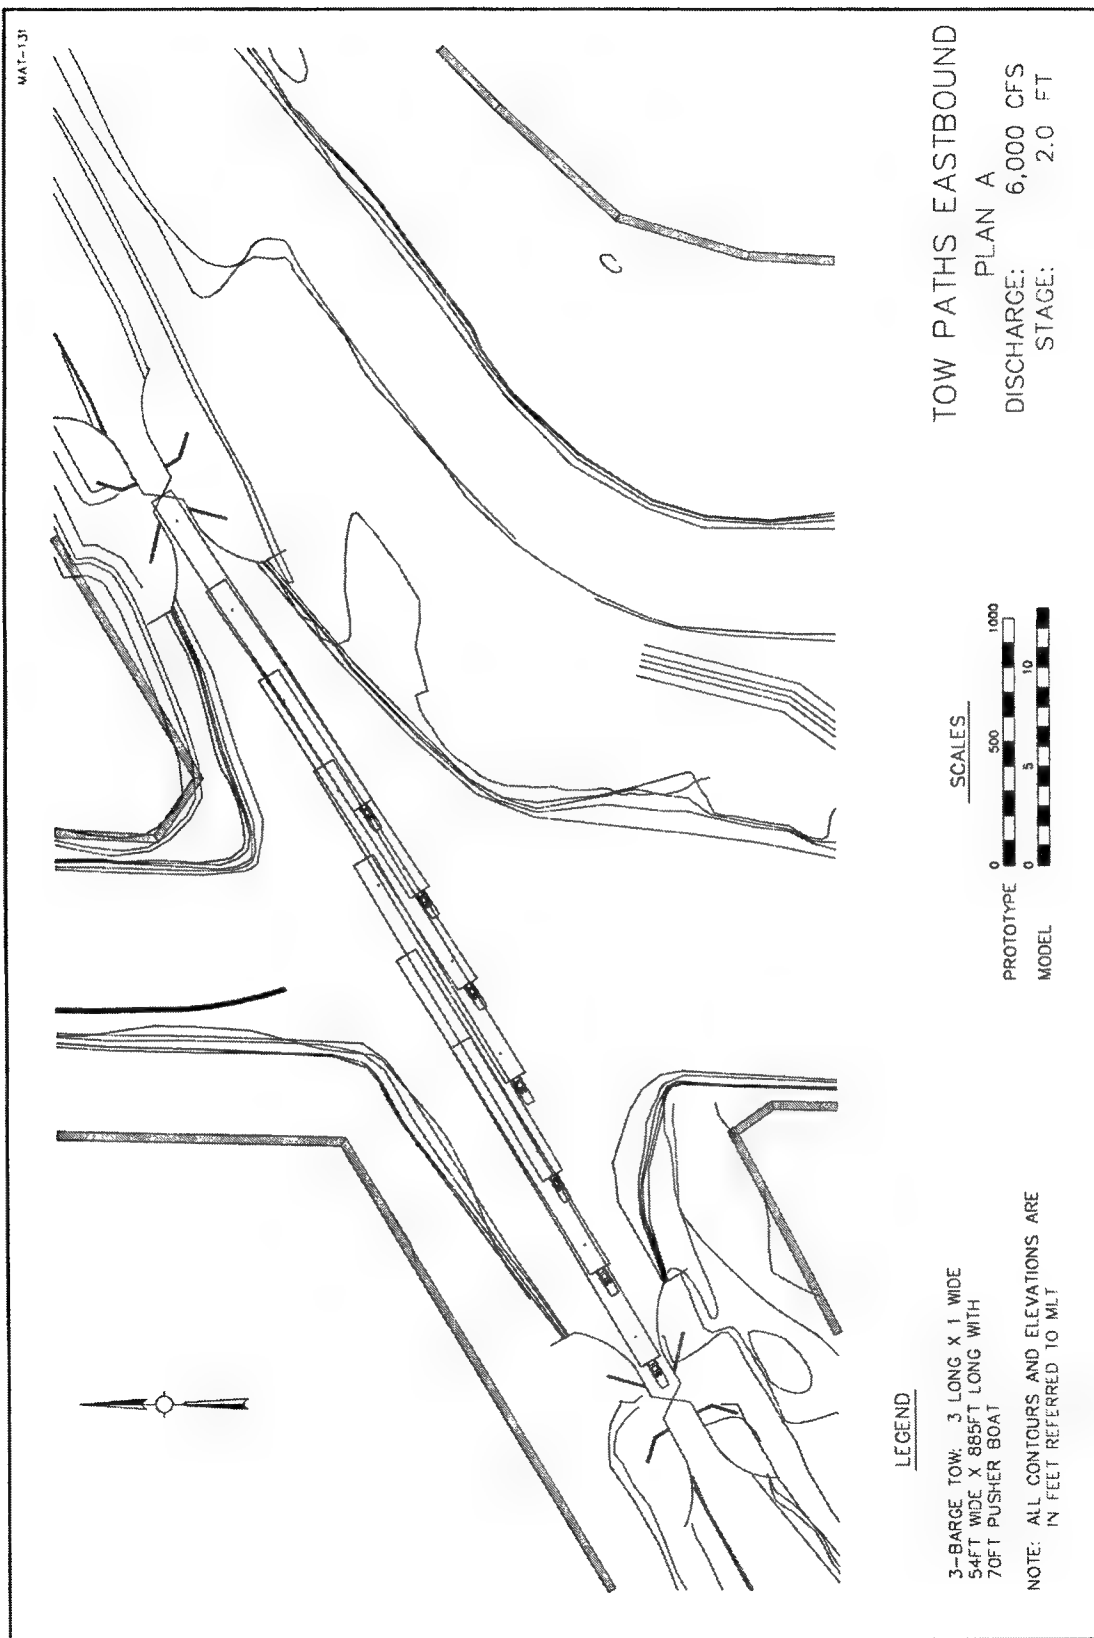 MAT-131
TOW PATHS EASTBOUND
PLAN A
DISCHARGE: 6,000 CFS
STAGE: 2.0 FT
SCALES
PROTOTYPE 0 500 1000
MODEL 0 5 10
LEGEND
3-BARGE TOW: 3 LONG X 1 WIDE
54FT WIDE X 885FT LONG WITH
70FT PUSHER BOAT
NOTE: ALL CONTOURS AND ELEVATIONS ARE
IN FEET REFERRED TO MLT